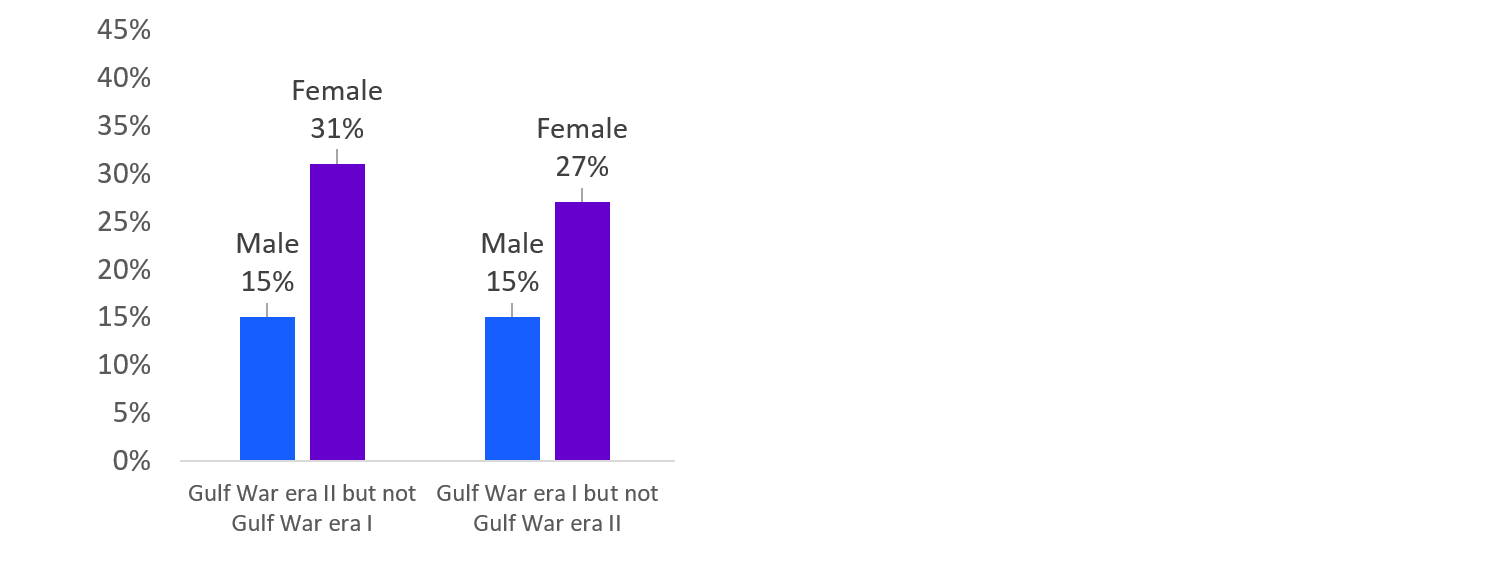 45%
40%
35%
30%
25%
20%
15%
10%
5%
0%
Male
15%
Female
31%
Male
15%
Female
27%
Gulf War era II but not
Gulf War era I
Gulf War era I but not
Gulf War era II